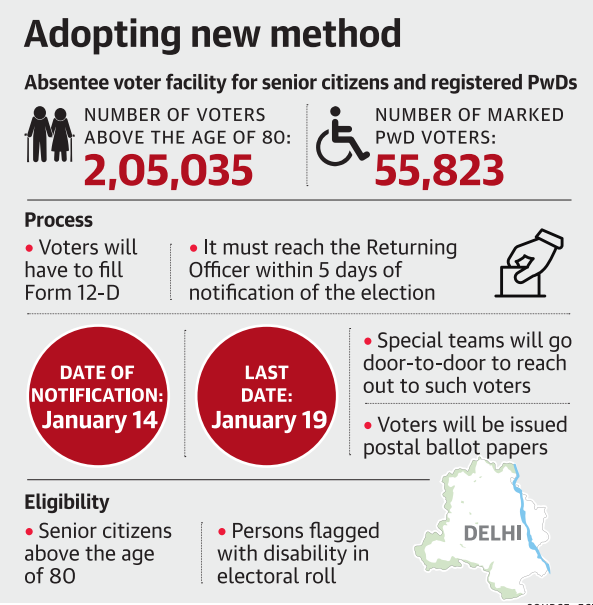 Adopting new method
Absentee voter facility for senior citizens and registered PwDs
NUMBER OF VOTERS
ABOVE THE AGE OF 80:
2,05,035
NUMBER OF MARKED
PWD VOTERS:
55,823
Process
• Voters will
have to fill
Form 12-D
• It must reach the Returning
Officer within 5 days of
notification of the election
DATE OF
NOTIFICATION:
January 14
LAST
DATE:
January 19
• Special teams will go
door-to-door to reach
out to such voters
• Voters will be issued
postal ballot papers
Eligibility
• Senior citizens
above the age
of 80
• Persons flagged
with disability in
electoral roll
DELHI